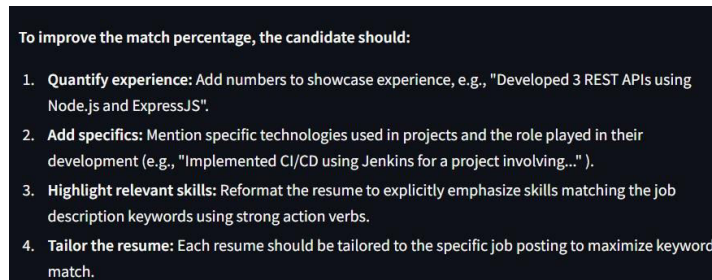 To improve the match percentage, the candidate should:
1. Quantify experience: Add numbers to showcase experience, e.g., "Developed 3 REST APIs using
Node.js and ExpressJS".
2. Add specifics: Mention specific technologies used in projects and the role played in their
development (e.g., "Implemented CI/CD using Jenkins for a project involving..." ).
3. Highlight relevant skills: Reformat the resume to explicitly emphasize skills matching the job
description keywords using strong action verbs.
4. Tailor the resume: Each resume should be tailored to the specific job posting to maximize keyword
match.